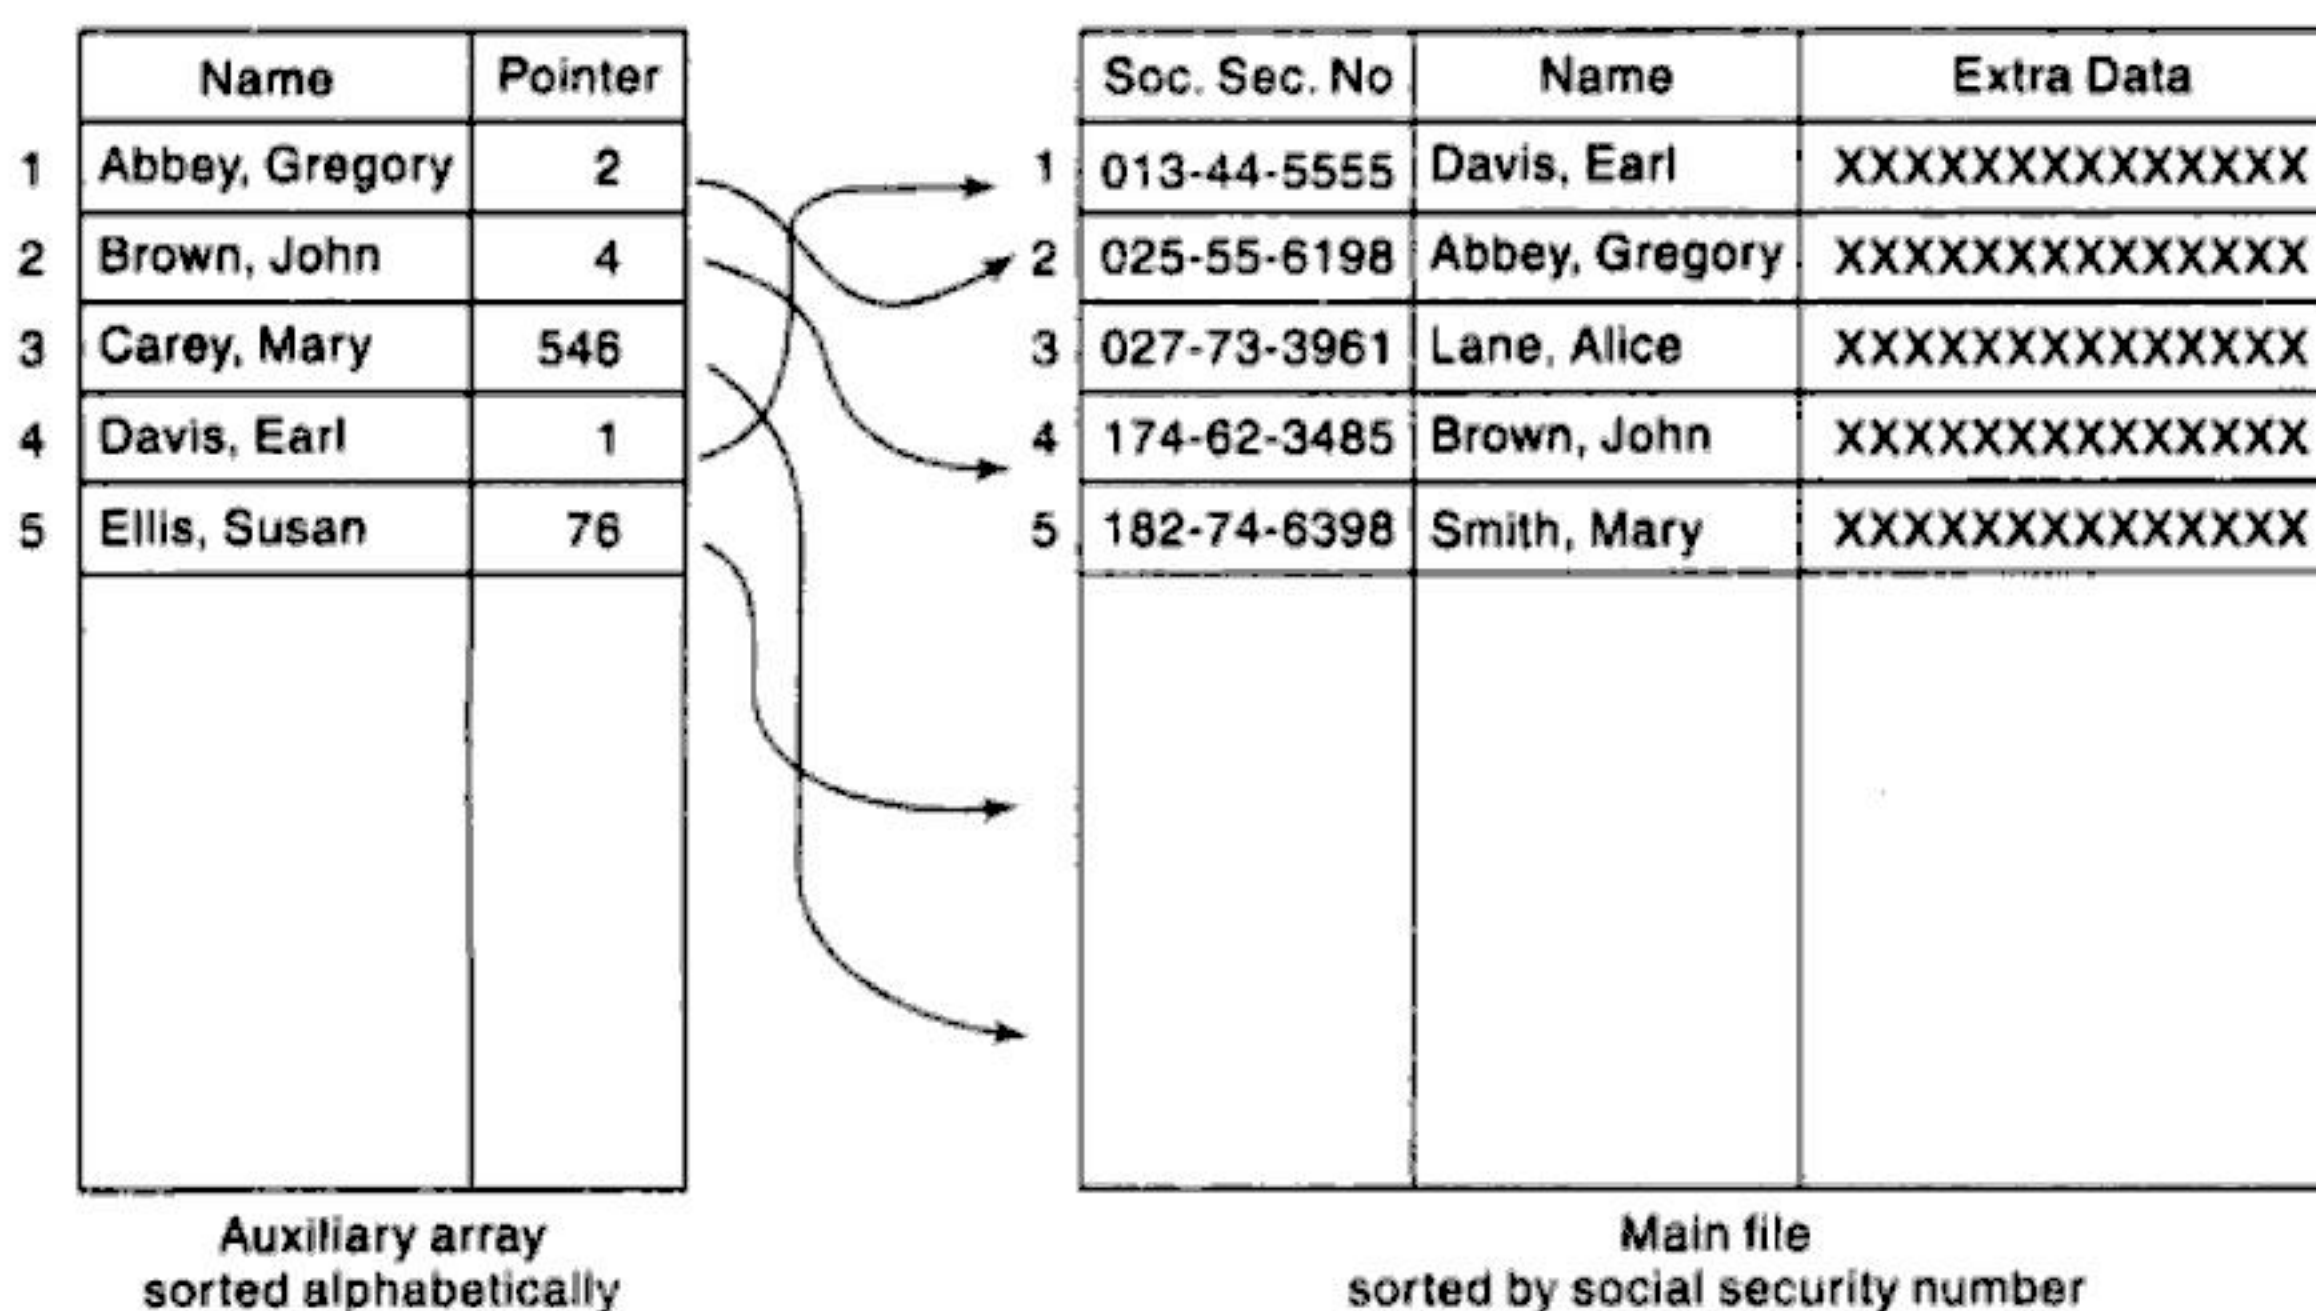 Name Pointer
1 Abbey, Gregory 2
2 Brown, John 4
3 Carey, Mary 546
4 Davis, Earl 1
5 Ellis, Susan 76
Auxiliary array
sorted alphabetically
Soc. Sec. No Name Extra Data
1 013-44-5555 Davis, Earl XXXXXXXXXXXXXX
2 025-55-6198 Abbey, Gregory XXXXXXXXXXXXXX
3 027-73-3961 Lane, Alice XXXXXXXXXXXXXX
4 174-62-3485 Brown, John XXXXXXXXXXXXXX
5 182-74-6398 Smith, Mary XXXXXXXXXXXXXX
Main file
sorted by social security number